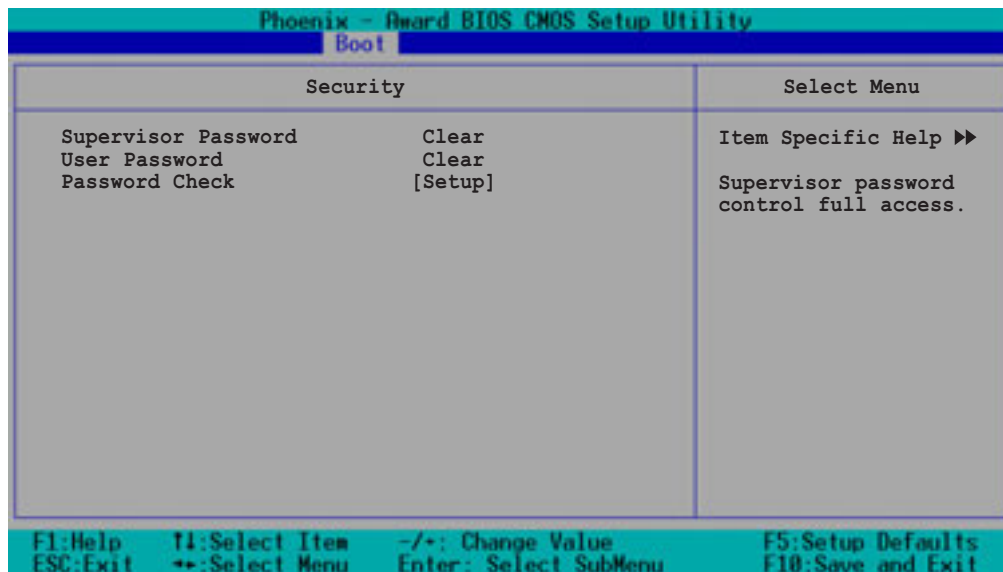 Phoenix - Award BIOS CMOS Setup Utility
Boot
Security
Select Menu
Supervisor Password Clear
User Password Clear
Password Check [Setup]
Item Specific Help ▶▶
Supervisor password
control full access.
F1:Help ↑↓:Select Item -/+: Change Value F5:Setup Defaults
ESC:Exit ←→:Select Menu Enter: Select SubMenu F10:Save and Exit